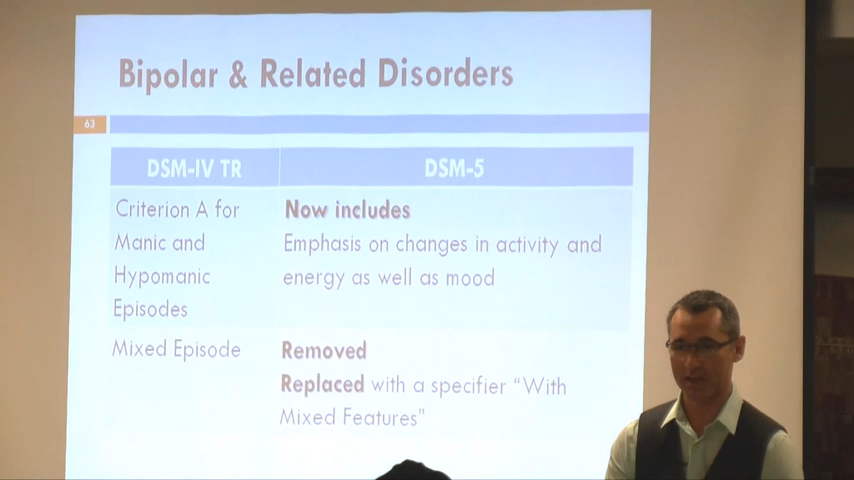 Bipolar & Related Disorders
63
DSM-IV TR
DSM-5
Criterion A for
Manic and
Hypomanic
Episodes
Now includes
Emphasis on changes in activity and
energy as well as mood
Mixed Episode
Removed
Replaced with a specifier “With
Mixed Features”